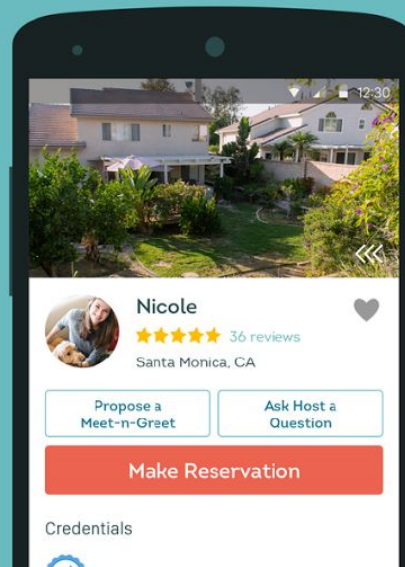 12:30
Nicole
36 reviews
Santa Monica, CA
Propose a
Meet-n-Greet
Ask Host a
Question
Make Reservation
Credentials